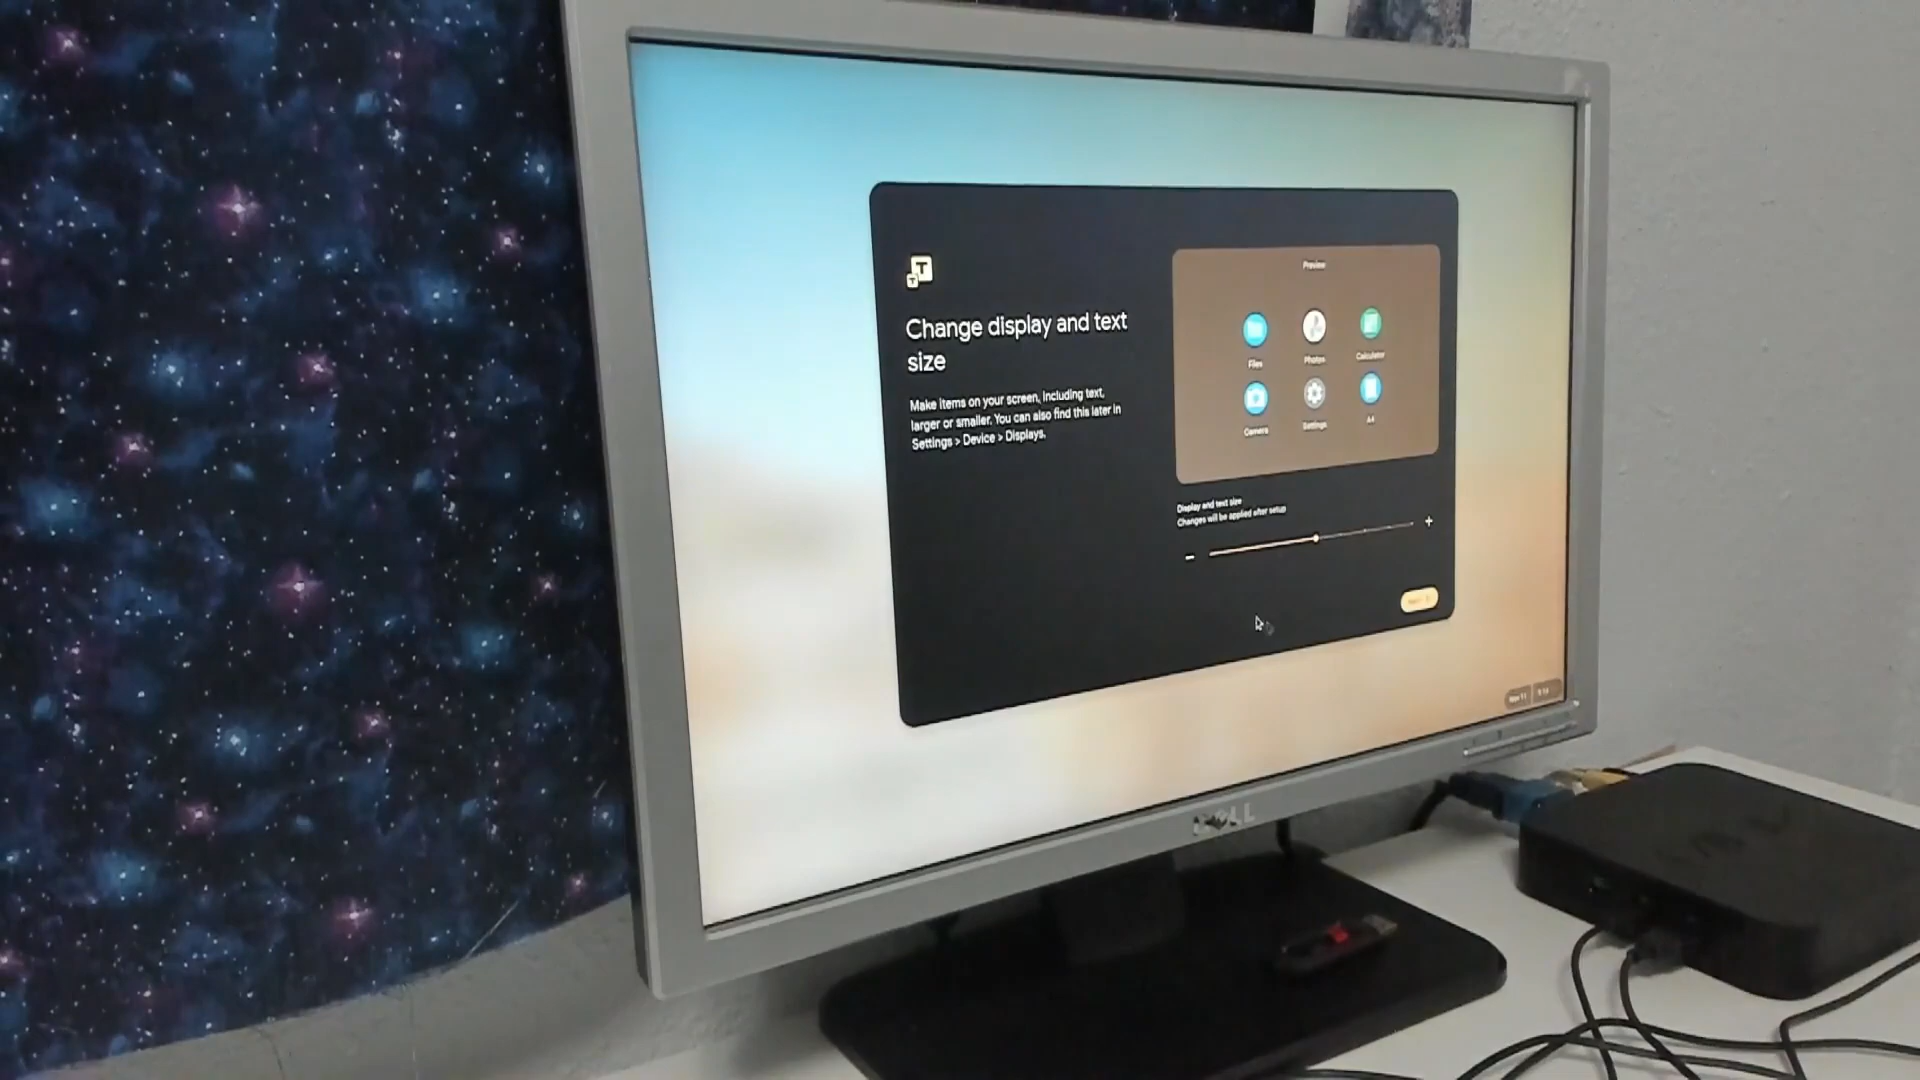 Change display and text
size
Make items on your screen, including text,
larger or smaller. You can also find this later in
Settings > Device > Displays.
Preview
Files
Photos
Calculator
Camera
Settings
Display and text size
Changes will be applied after setup
DELL